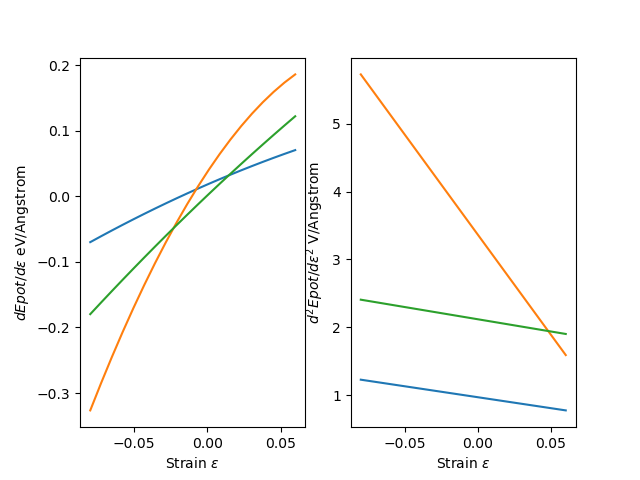 0.2
0.1
0.0
−0.1
−0.2
−0.3
dEpot/dε eV/Angstrom
−0.05 0.00 0.05
Strain ε
5
4
3
2
1
d²Epot/dε² V/Angstrom
−0.05 0.00 0.05
Strain ε